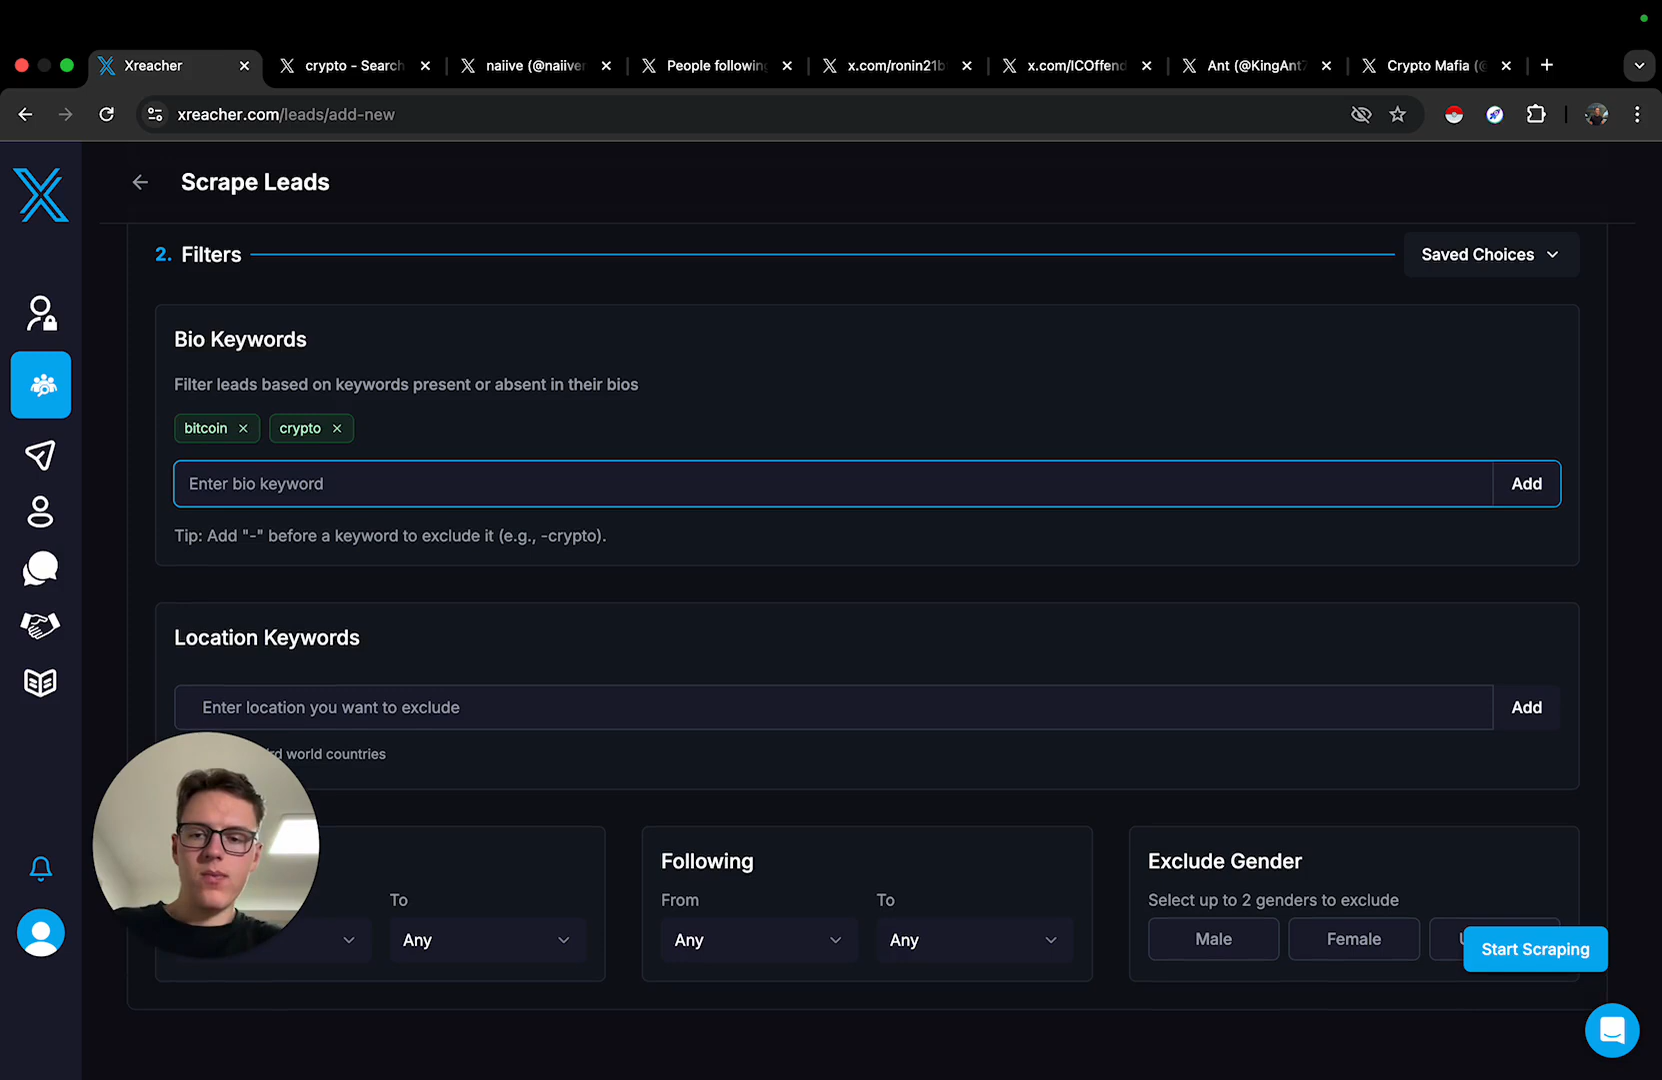 Xreacher
crypto - Search
naiive (@naiive
People following
x.com/ronin21b
x.com/ICOffend
Ant (@KingAnt7
Crypto Mafia (@
xreacher.com/leads/add-new
Scrape Leads
2. Filters
Saved Choices
Bio Keywords
Filter leads based on keywords present or absent in their bios
bitcoin
crypto
Enter bio keyword
Add
Tip: Add "-" before a keyword to exclude it (e.g., -crypto).
Location Keywords
Enter location you want to exclude
Add
world countries
Following
Exclude Gender
To
From
To
Select up to 2 genders to exclude
Any
Any
Any
Male
Female
Start Scraping